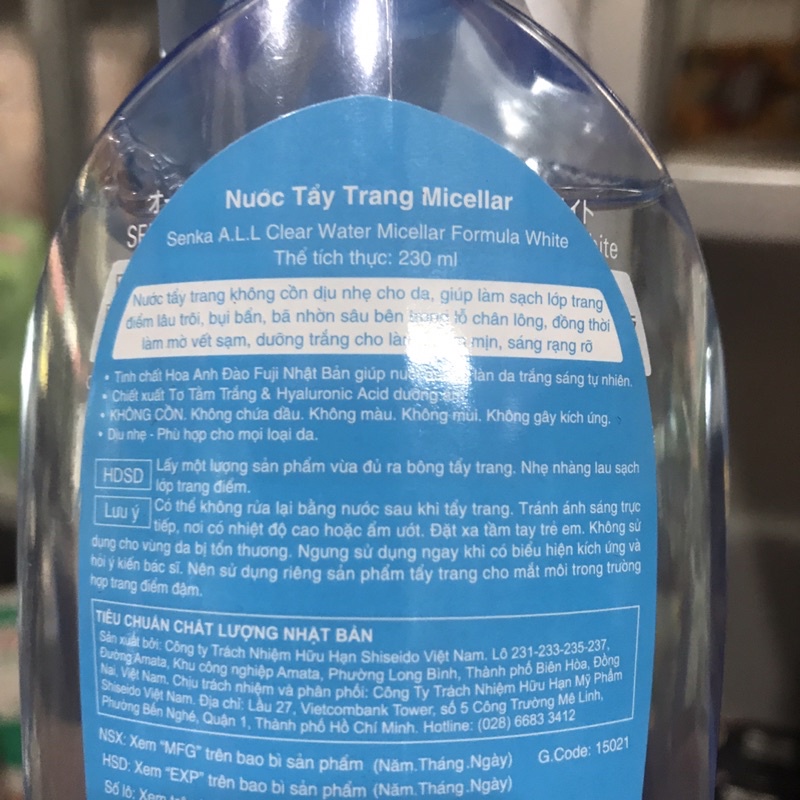 Nước Tẩy Trang Micellar
Senka A.L.L Clear Water Micellar Formula White
Thể tích thực: 230 ml
Nước tẩy trang không cồn dịu nhẹ cho da, giúp làm sạch lớp trang
điểm lâu trôi, bụi bẩn, bã nhờn sâu bên trong lỗ chân lông, đồng thời
làm mờ vết sạm, dưỡng trắng cho làn mịn, sáng rạng rỡ
• Tinh chất Hoa Anh Đào Fuji Nhật Bản giúp làn da trắng sáng tự nhiên.
• Chiết xuất Tơ Tằm Trắng & Hyaluronic Acid dưỡng
• KHÔNG CỒN. Không chứa dầu. Không màu. Không mùi. Không gây kích ứng.
• Dịu nhẹ - Phù hợp cho mọi loại da.
HDSD Lấy một lượng sản phẩm vừa đủ ra bông tẩy trang. Nhẹ nhàng lau sạch
lớp trang điểm.
Lưu ý Có thể không rửa lại bằng nước sau khi tẩy trang. Tránh ánh sáng trực
tiếp, nơi có nhiệt độ cao hoặc ẩm ướt. Đặt xa tầm tay trẻ em. Không sử
dụng cho vùng da bị tổn thương. Ngưng sử dụng ngay khi có biểu hiện kích ứng và
hỏi ý kiến bác sĩ. Nên sử dụng riêng sản phẩm tẩy trang cho mắt môi trong trường
hợp trang điểm đậm.
TIÊU CHUẨN CHẤT LƯỢNG NHẬT BẢN
Sản xuất bởi: Công ty Trách Nhiệm Hữu Hạn Shiseido Việt Nam. Lô 231-233-235-237,
Đường Amata, Khu công nghiệp Amata, Phường Long Bình, Thành phố Biên Hòa, Đồng
Nai, Việt Nam. Chịu trách nhiệm và phân phối: Công Ty Trách Nhiệm Hữu Hạn Mỹ Phẩm
Shiseido Việt Nam. Địa chỉ: Lầu 27, Vietcombank Tower, số 5 Công Trường Mê Linh,
Phường Bến Nghé, Quận 1, Thành phố Hồ Chí Minh. Hotline: (028) 6683 3412
NSX: Xem "MFG" trên bao bì sản phẩm (Năm.Tháng.Ngày) G.Code: 15021
HSD: Xem "EXP" trên bao bì sản phẩm (Năm.Tháng.Ngày)
Số lô: Xem